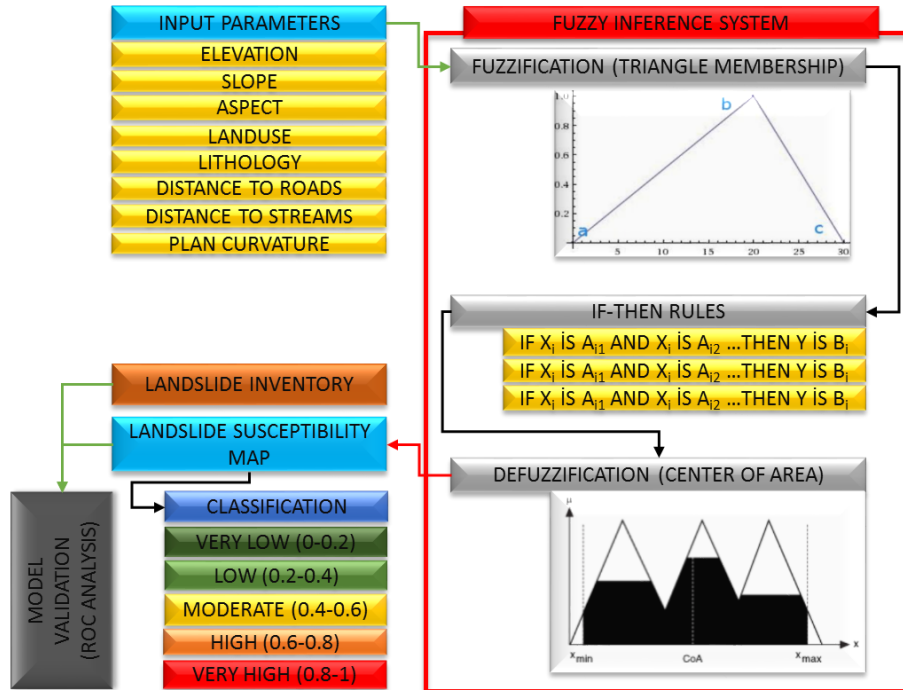 INPUT PARAMETERS
ELEVATION
SLOPE
ASPECT
LANDUSE
LITHOLOGY
DISTANCE TO ROADS
DISTANCE TO STREAMS
PLAN CURVATURE
FUZZY INFERENCE SYSTEM
FUZZIFICATION (TRIANGLE MEMBERSHIP)
1.0
0.8
0.6
0.4
0.2
a
b
c
5 10 15 20 25 30
IF-THEN RULES
IF Xi İS Ai1 AND Xi İS Ai2 ...THEN Y İS Bi
IF Xi İS Ai1 AND Xi İS Ai2 ...THEN Y İS Bi
IF Xi İS Ai1 AND Xi İS Ai2 ...THEN Y İS Bi
DEFUZZIFICATION (CENTER OF AREA)
μ
x
xmin CoA xmax
LANDSLIDE INVENTORY
LANDSLIDE SUSCEPTIBILITY
MAP
CLASSIFICATION
VERY LOW (0-0.2)
LOW (0.2-0.4)
MODERATE (0.4-0.6)
HIGH (0.6-0.8)
VERY HIGH (0.8-1)
MODEL
VALIDATION
(ROC ANALYSIS)